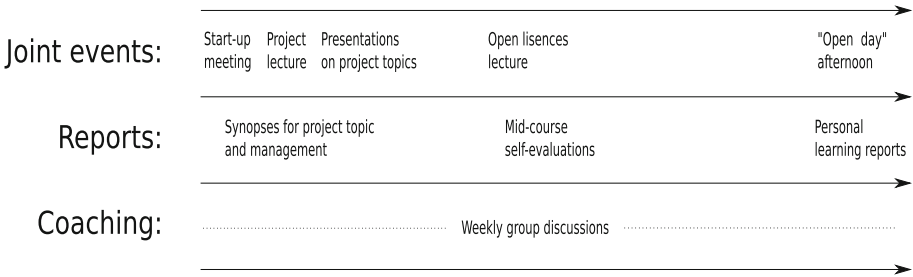 Joint events:
Start-up meeting
Project lecture
Presentations on project topics
Open lisences lecture
"Open day" afternoon
Reports:
Synopses for project topic
and management
Mid-course
self-evaluations
Personal
learning reports
Coaching:
Weekly group discussions